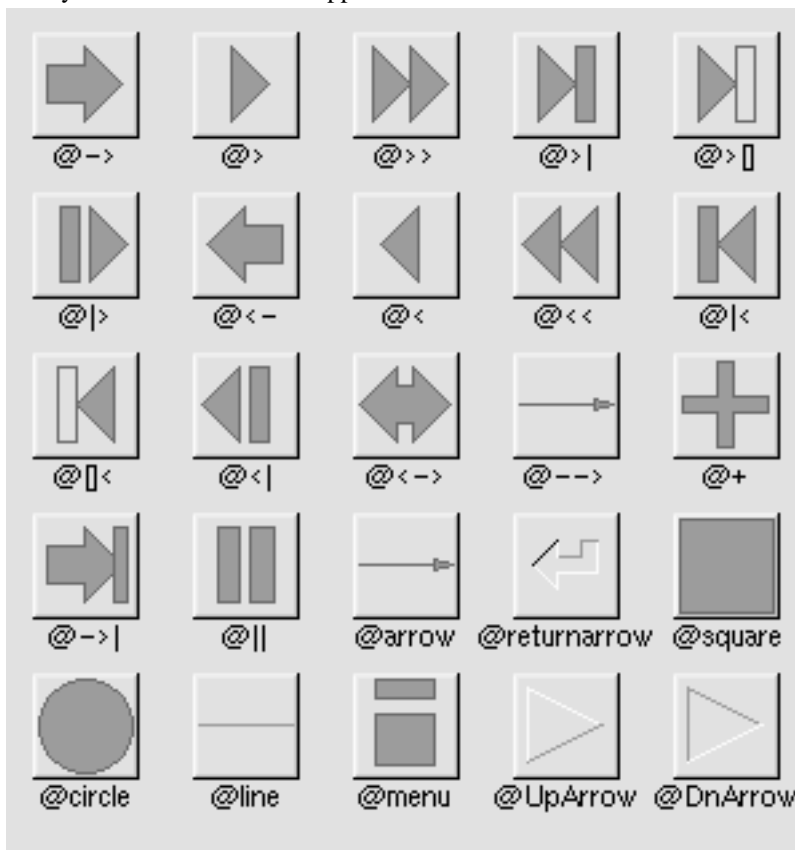 @-> @> @>> @>| @>[]
@|> @<- @< @<< @|<
@[]< @<| @<-> @--> @+
@->| @|| @arrow @returnarrow @square
@circle @line @menu @UpArrow @DnArrow